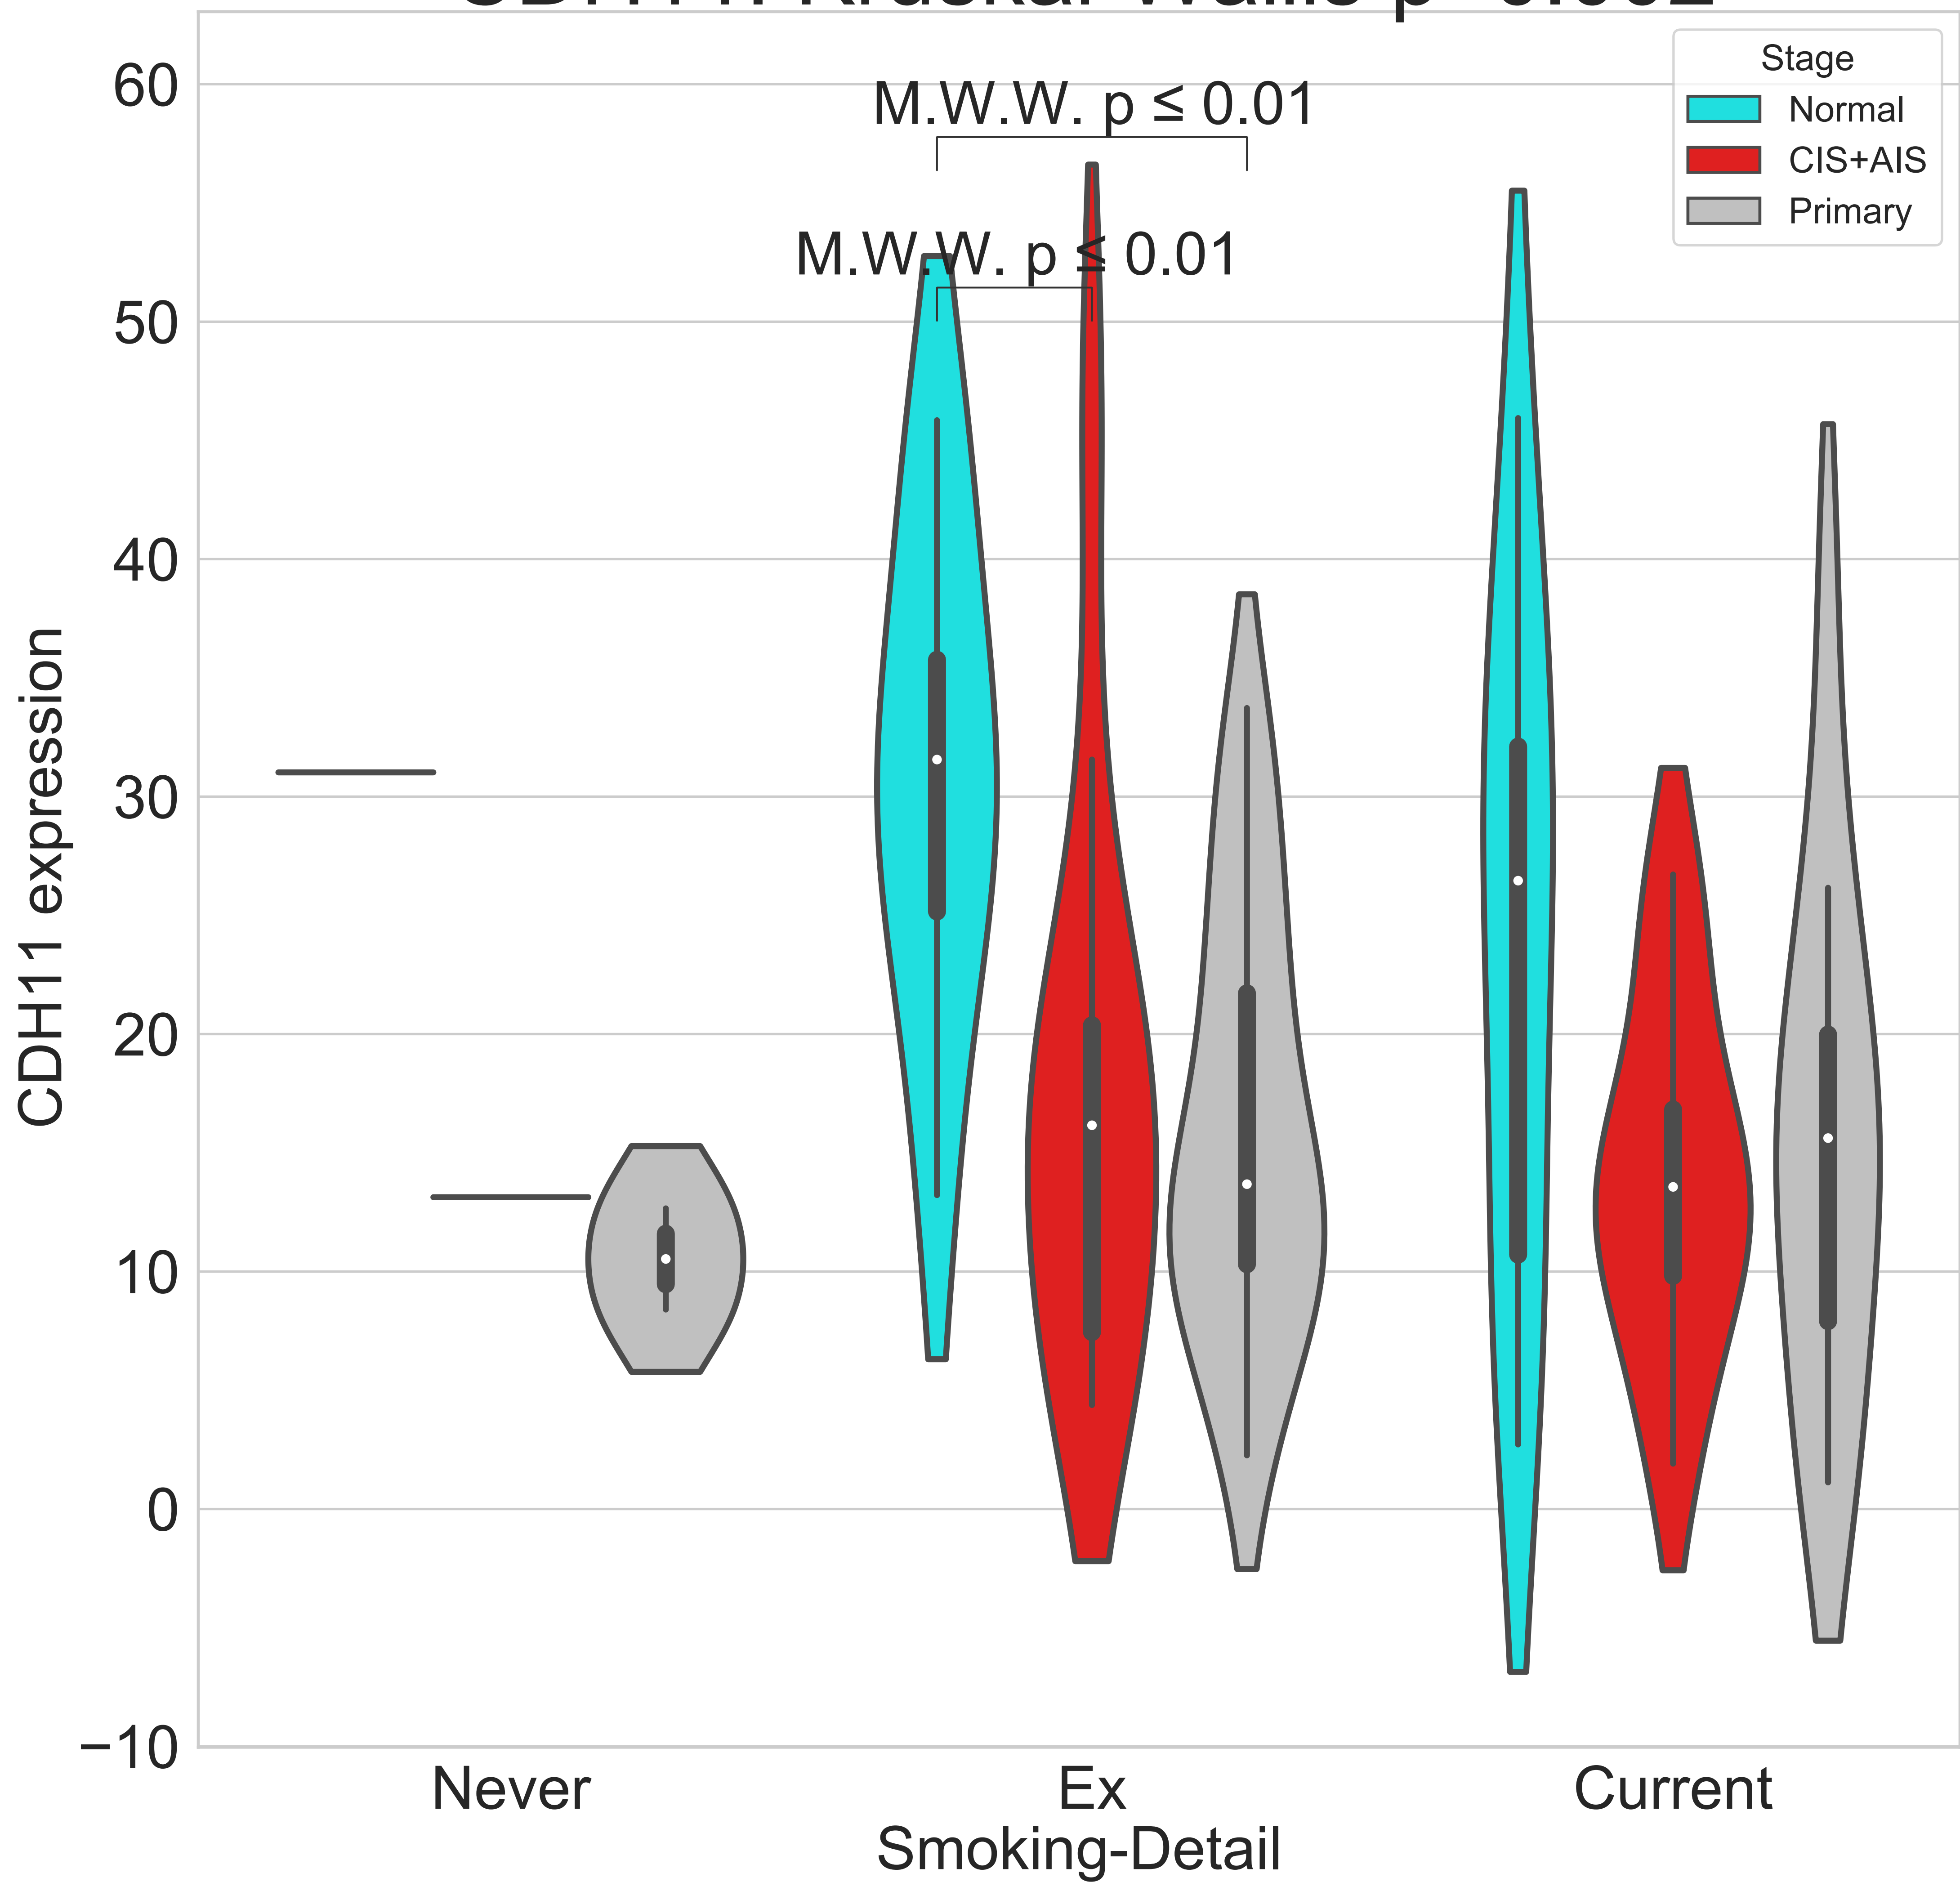 60
50
40
30
20
10
0
−10
CDH11 expression
M.W.W. p ≤ 0.01
M.W.W. p ≤ 0.01
Stage
Normal
CIS+AIS
Primary
Never
Ex
Current
Smoking-Detail